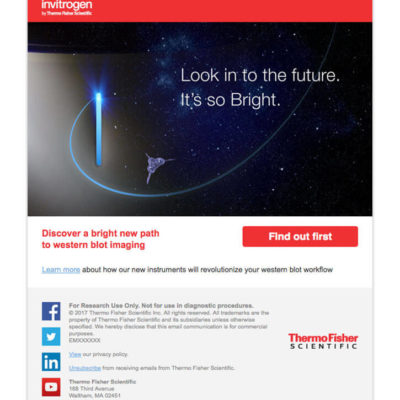 invitrogen
by Thermo Fisher Scientific
Look in to the future.
It's so Bright.
Discover a bright new path
to western blot imaging
Find out first
Learn more about how our new instruments will revolutionize your western blot workflow
For Research Use Only. Not for use in diagnostic procedures.
© 2017 Thermo Fisher Scientific Inc. All rights reserved. All trademarks are the
property of Thermo Fisher Scientific and its subsidiaries unless otherwise
specified. We hereby disclose that this email communication is for commercial
purposes.
EMXXXXXX
ThermoFisher
SCIENTIFIC
View our privacy policy.
Unsubscribe from receiving emails from Thermo Fisher Scientific.
Thermo Fisher Scientific
168 Third Avenue
Waltham, MA 02451